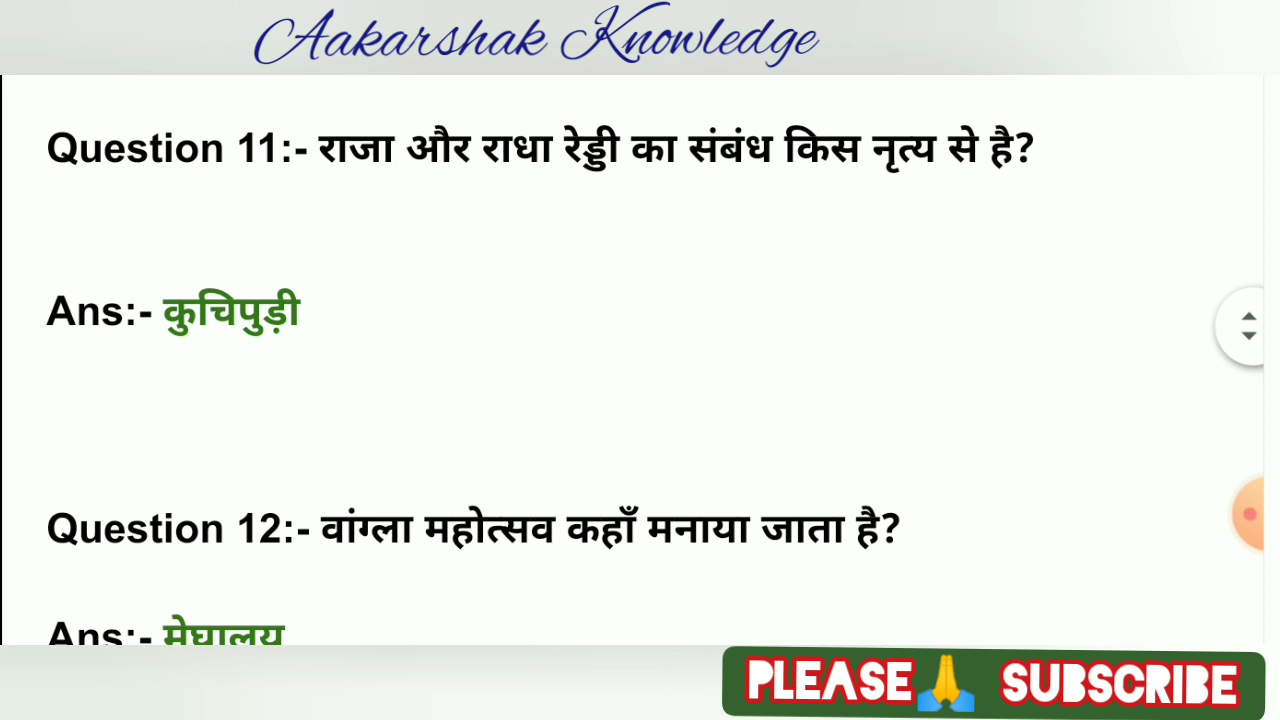 Aakarshak Knowledge
Question 11:- राजा और राधा रेड्डी का संबंध किस नृत्य से है?
Ans:- कुचिपुड़ी
Question 12:- वांग्ला महोत्सव कहाँ मनाया जाता है?
Ans:- मेघालय
PLEASE🙏 SUBSCRIBE